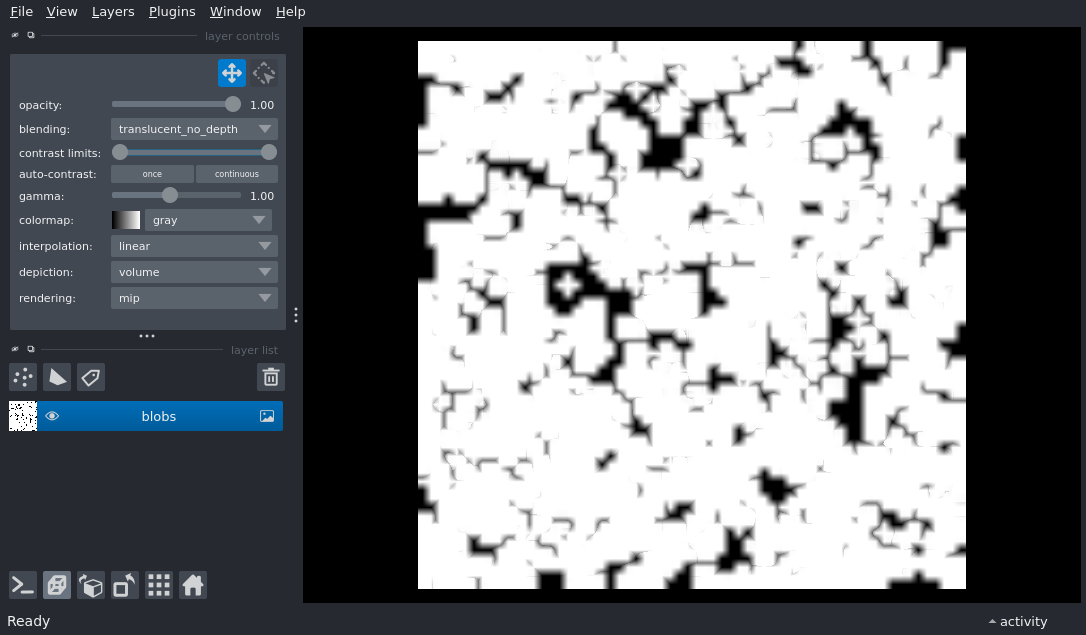 File View Layers Plugins Window Help
layer controls
opacity: 1.00
blending: translucent_no_depth
contrast limits:
auto-contrast: once continuous
gamma: 1.00
colormap: gray
interpolation: linear
depiction: volume
rendering: mip
layer list
blobs
Ready activity